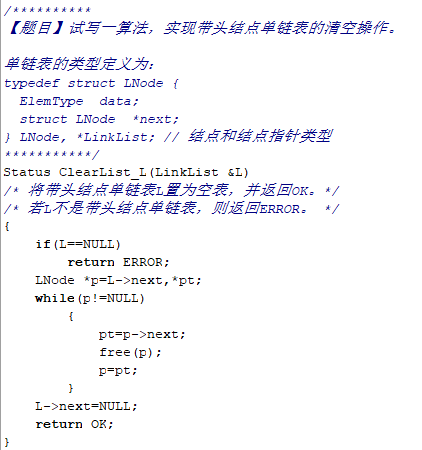 /**********
【题目】试写一算法，实现带头结点单链表的清空操作。
单链表的类型定义为：
typedef struct LNode {
  ElemType  data;
  struct LNode  *next;
} LNode, *LinkList; // 结点和结点指针类型
***********/
Status ClearList_L(LinkList &L)
/* 将带头结点单链表L置为空表，并返回OK。*/
/* 若L不是带头结点单链表，则返回ERROR。 */
{
    if(L==NULL)
        return ERROR;
    LNode *p=L->next,*pt;
    while(p!=NULL)
        {
            pt=p->next;
            free(p);
            p=pt;
        }
    L->next=NULL;
    return OK;
}